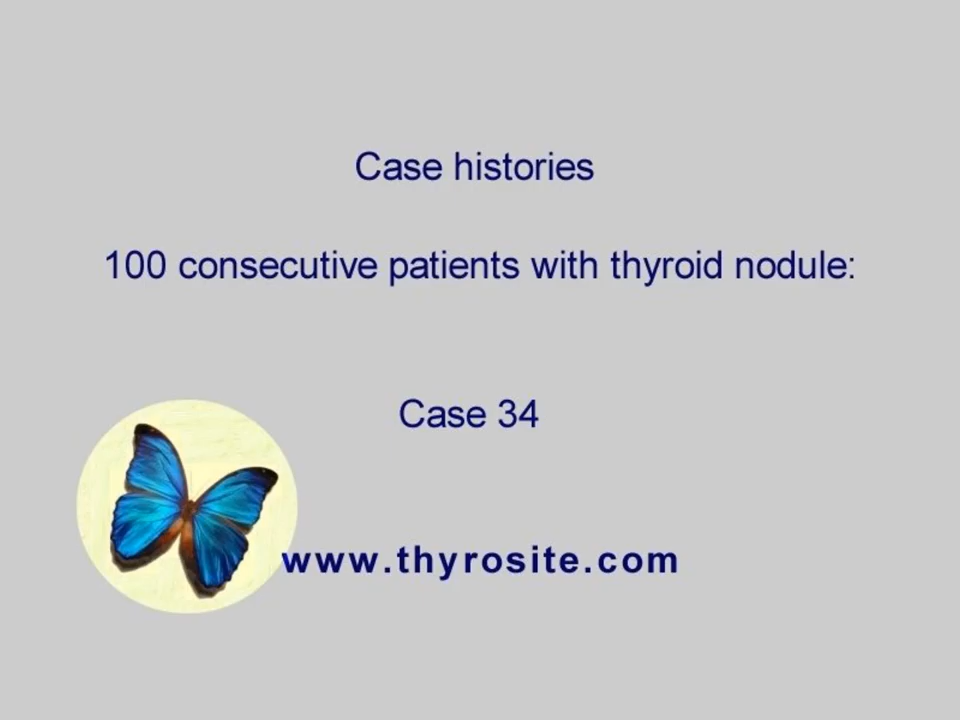 Case histories
100 consecutive patients with thyroid nodule:
Case 34
www.thyrosite.com